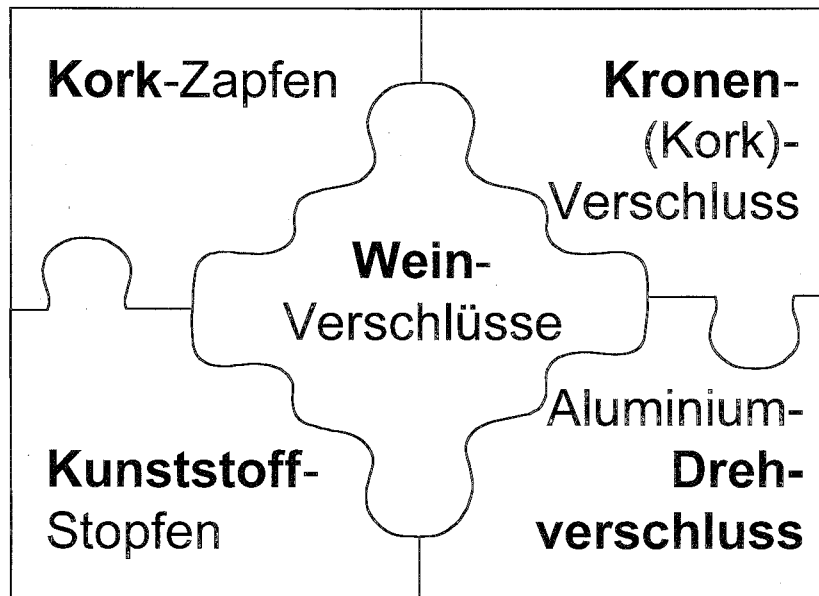 Kork-Zapfen
Kronen-
(Kork)-
Verschluss
Wein-
Verschlüsse
Kunststoff-
Stopfen
Aluminium-
Dreh-
verschluss